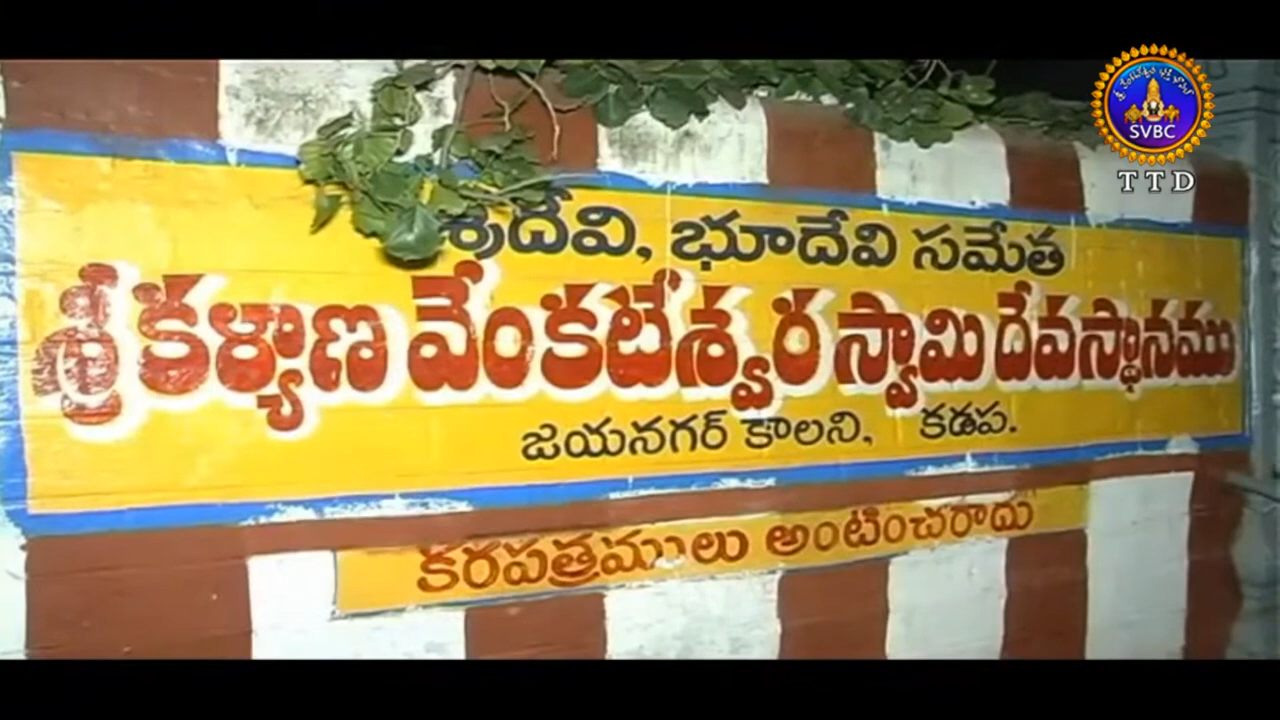 SVBC
TTD
శ్రీదేవి, భూదేవి సమేత
శ్రీ కళ్యాణ వేంకటేశ్వర స్వామి దేవస్థానము
జయనగర్ కాలని, కడప.
కరపత్రములు అంటించరాదు